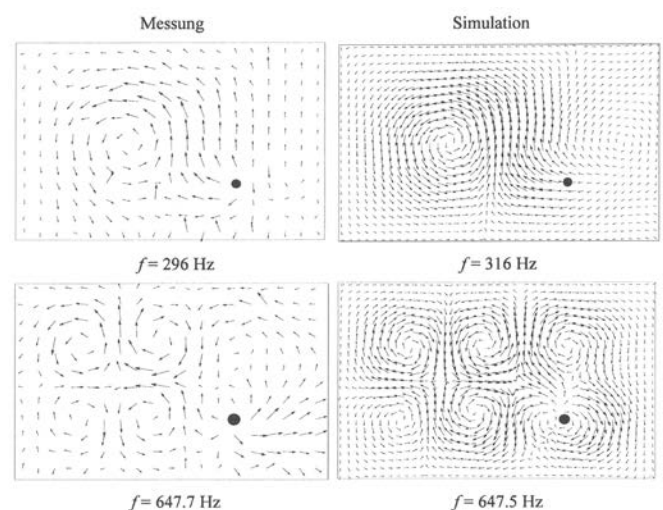 Messung Simulation
f = 296 Hz f = 316 Hz
f = 647.7 Hz f = 647.5 Hz